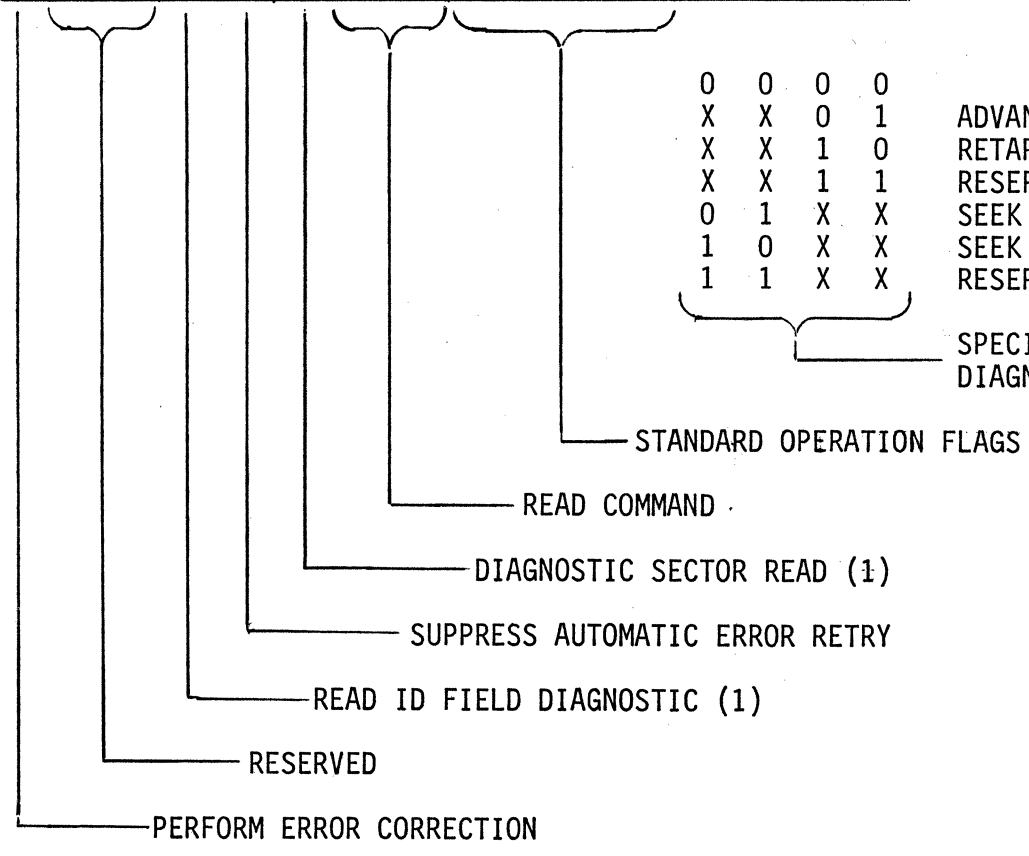 0 0 0 0
X X 0 1 ADVAN
X X 1 0 RETAR
X X 1 1 RESER
0 1 X X SEEK
1 0 X X SEEK
1 1 X X RESER
SPECI
DIAGN
STANDARD OPERATION FLAGS
READ COMMAND
DIAGNOSTIC SECTOR READ (1)
SUPPRESS AUTOMATIC ERROR RETRY
READ ID FIELD DIAGNOSTIC (1)
RESERVED
PERFORM ERROR CORRECTION